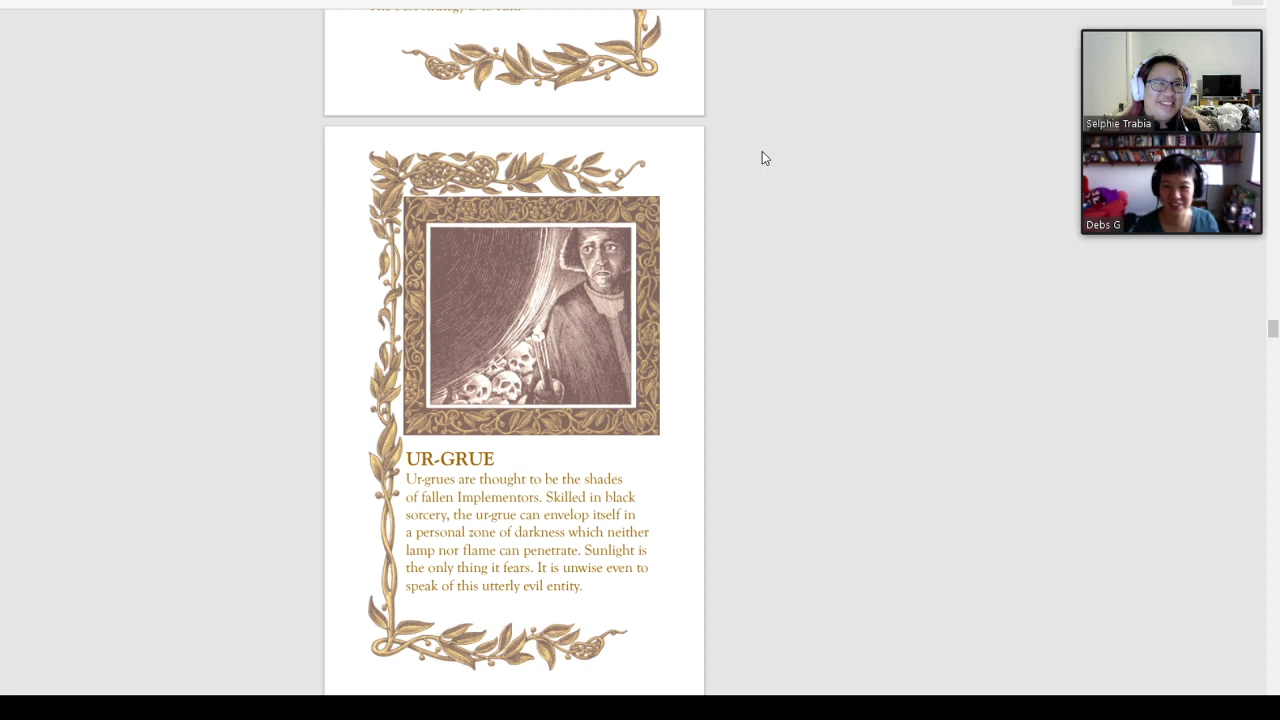 Selphie Trabia
Debs G
UR-GRUE
Ur-grues are thought to be the shades
of fallen Implementors. Skilled in black
sorcery, the ur-grue can envelop itself in
a personal zone of darkness which neither
lamp nor flame can penetrate. Sunlight is
the only thing it fears. It is unwise even to
speak of this utterly evil entity.